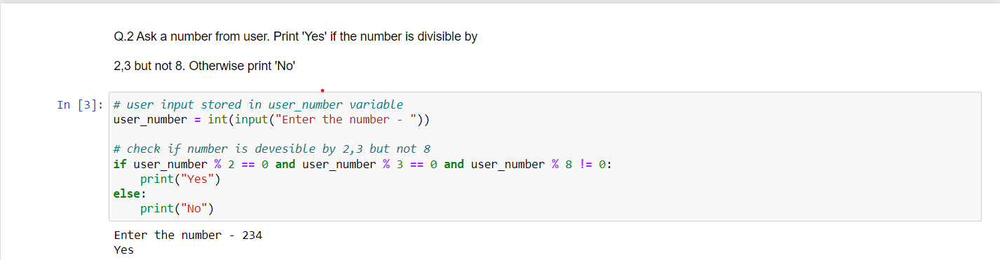 Q.2 Ask a number from user. Print 'Yes' if the number is divisible by
2,3 but not 8. Otherwise print 'No'
In [3]: # user input stored in user_number variable
user_number = int(input("Enter the number - "))
# check if number is devesible by 2,3 but not 8
if user_number % 2 == 0 and user_number % 3 == 0 and user_number % 8 != 0:
    print("Yes")
else:
    print("No")
Enter the number - 234
Yes